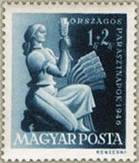 ORSZÁGOS PARASZTNAPOK 1946
1+2
MAGYAR POSTA